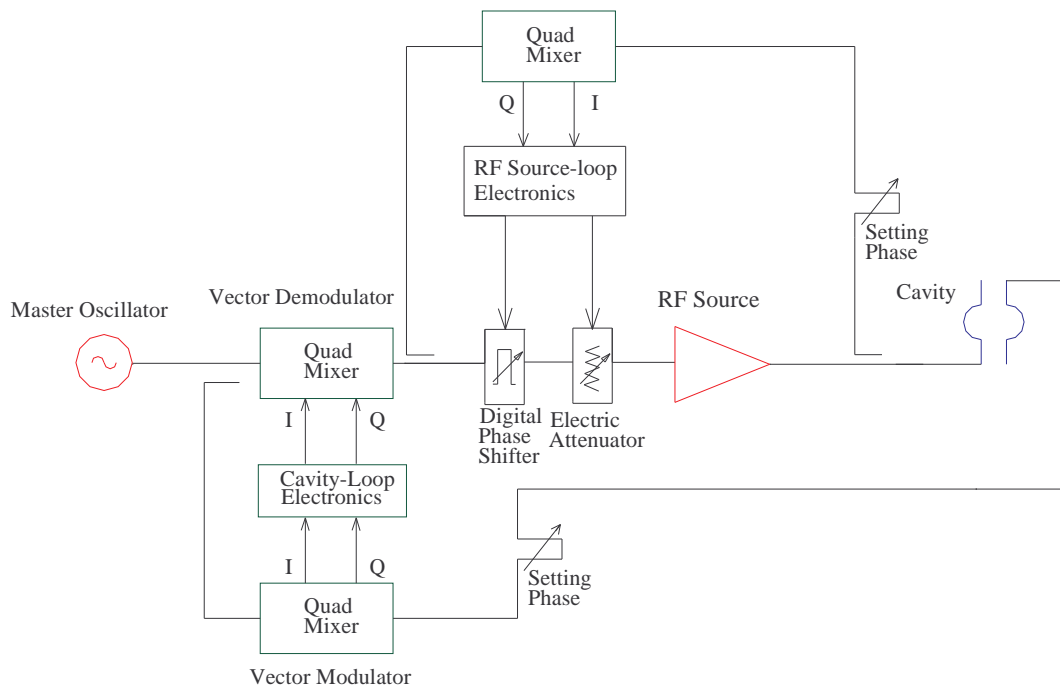 Quad
Mixer
Q
I
RF Source-loop
Electronics
Setting
Phase
Cavity
RF Source
Vector Demodulator
Master Oscillator
Quad
Mixer
Digital
Phase
Shifter
Electric
Attenuator
I
Q
Cavity-Loop
Electronics
I
Q
Quad
Mixer
Setting
Phase
Vector Modulator